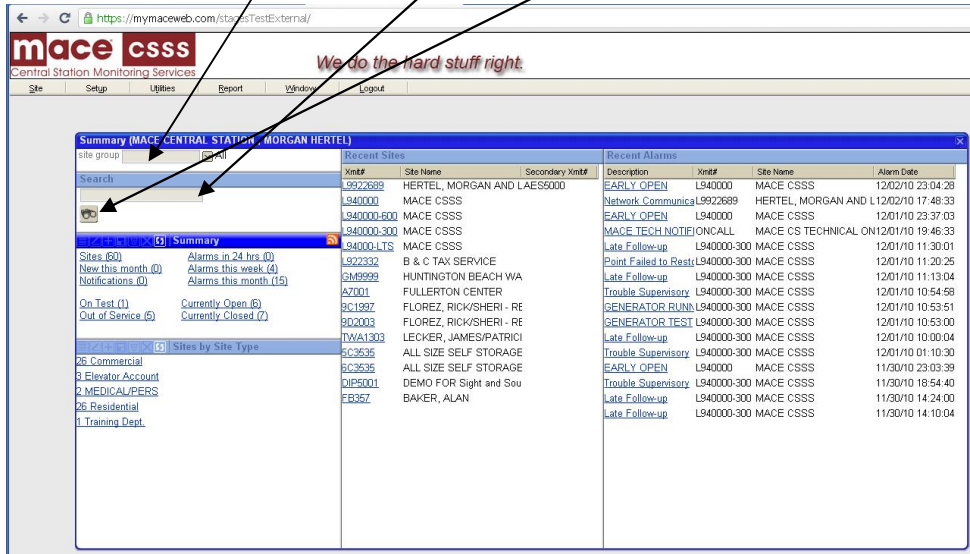 https://mymaceweb.com/stagesTestExternal/
mace csss
Central Station Monitoring Services
We do the hard stuff right.
Site Setup Utilities Report Window Logout
Summary (MACE CENTRAL STATION, MORGAN HERTEL)
site group All
Search
Summary
Sites (60) Alarms in 24 hrs (0)
New this month (0) Alarms this week (4)
Notifications (0) Alarms this month (15)
On Test (1) Currently Open (6)
Out of Service (5) Currently Closed (7)
Sites by Site Type
26 Commercial
3 Elevator Account
2 MEDICAL/PERS
26 Residential
1 Training Dept.
Recent Sites
Xmit# Site Name Secondary Xmit#
L9922689 HERTEL, MORGAN AND LAES5000
L940000 MACE CSSS
L940000-600 MACE CSSS
L940000-300 MACE CSSS
L94000-LTS MACE CSSS
L922332 B & C TAX SERVICE
GM9999 HUNTINGTON BEACH WA
A7001 FULLERTON CENTER
9C1997 FLOREZ, RICK/SHERI - RE
9D2003 FLOREZ, RICK/SHERI - RE
TWA1303 LECKER, JAMES/PATRICI
5C3535 ALL SIZE SELF STORAGE
6C3535 ALL SIZE SELF STORAGE
DIP5001 DEMO FOR Sight and Sou
FB357 BAKER, ALAN
Recent Alarms
Description Xmit# Site Name Alarm Date
EARLY OPEN L940000 MACE CSSS 12/02/10 23:04:28
Network Communica L9922689 HERTEL, MORGAN AND L 12/02/10 17:48:33
EARLY OPEN L940000 MACE CSSS 12/01/10 23:37:03
MACE TECH NOTIFI ONCALL MACE CS TECHNICAL ON 12/01/10 19:46:33
Late Follow-up L940000-300 MACE CSSS 12/01/10 11:30:01
Point Failed to Resto L940000-300 MACE CSSS 12/01/10 11:20:25
Late Follow-up L940000-300 MACE CSSS 12/01/10 11:13:04
Trouble Supervisory L940000-300 MACE CSSS 12/01/10 10:54:58
GENERATOR RUNN L940000-300 MACE CSSS 12/01/10 10:53:51
GENERATOR TEST L940000-300 MACE CSSS 12/01/10 10:53:00
Late Follow-up L940000-300 MACE CSSS 12/01/10 10:00:04
Trouble Supervisory L940000-300 MACE CSSS 12/01/10 01:10:30
EARLY OPEN L940000 MACE CSSS 11/30/10 23:03:39
Trouble Supervisory L940000-300 MACE CSSS 11/30/10 18:54:40
Late Follow-up L940000-300 MACE CSSS 11/30/10 14:24:00
Late Follow-up L940000-300 MACE CSSS 11/30/10 14:10:04